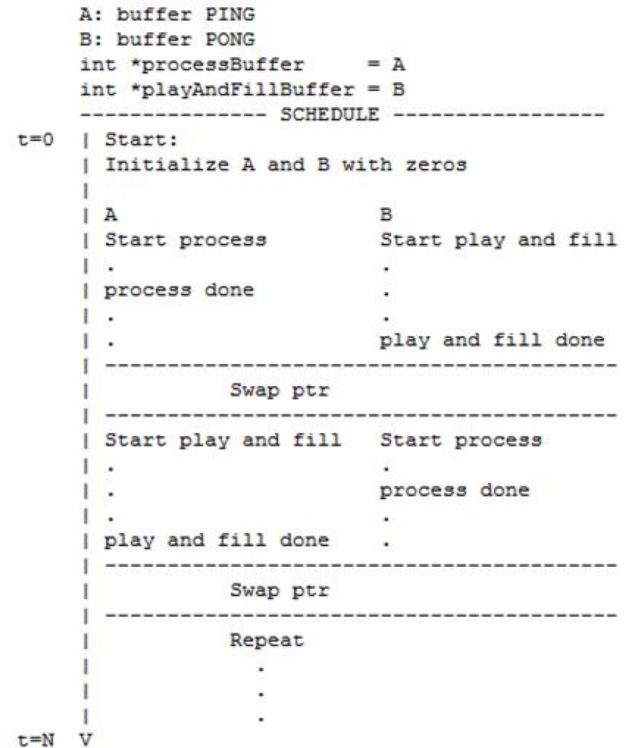 A: buffer PING
B: buffer PONG
int *processBuffer     = A
int *playAndFillBuffer = B
--------------- SCHEDULE -----------------
t=0  | Start:
| Initialize A and B with zeros
|
| A                    B
| Start process        Start play and fill
| .                    .
| process done         .
| .                    .
| .                    play and fill done
| -----------------------------------------
|           Swap ptr
| -----------------------------------------
| Start play and fill  Start process
| .                    .
| .                    process done
| .                    .
| play and fill done   .
| -----------------------------------------
|           Swap ptr
| -----------------------------------------
|           Repeat
|             .
|             .
|             .
t=N  V